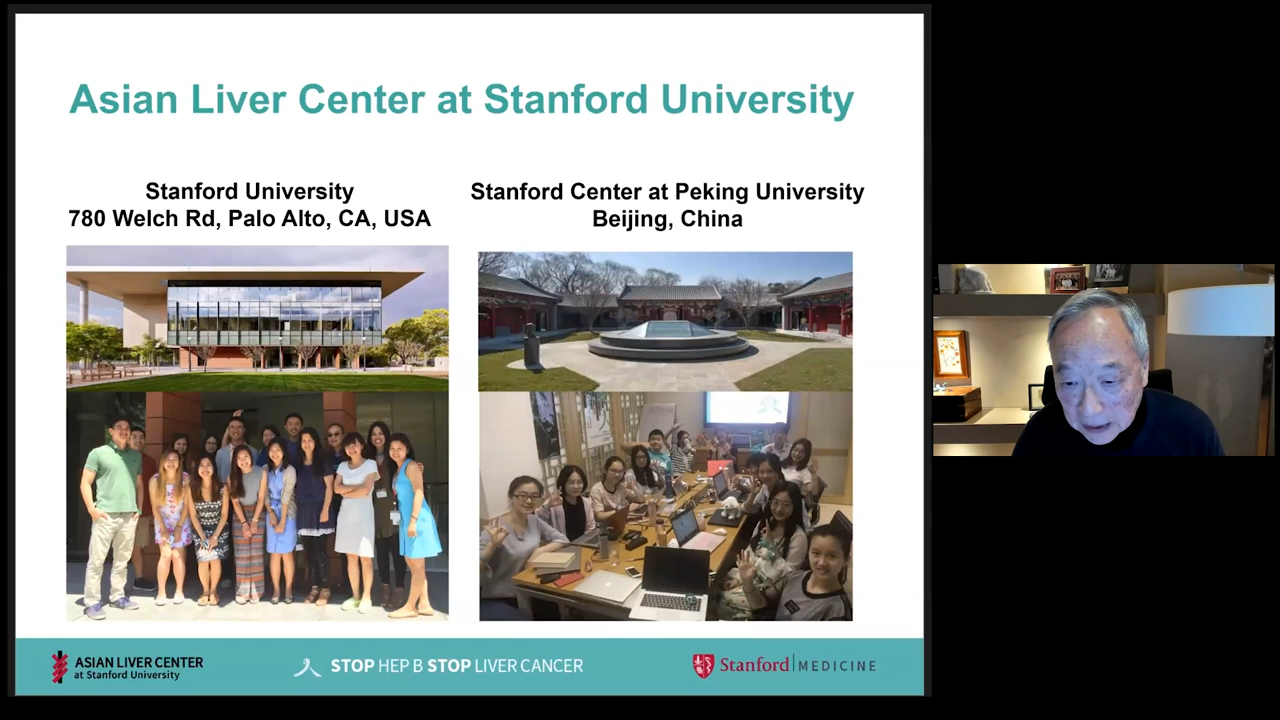 Asian Liver Center at Stanford University
Stanford University
780 Welch Rd, Palo Alto, CA, USA
Stanford Center at Peking University
Beijing, China
ASIAN LIVER CENTER
at Stanford University
STOP HEP B STOP LIVER CANCER
Stanford MEDICINE